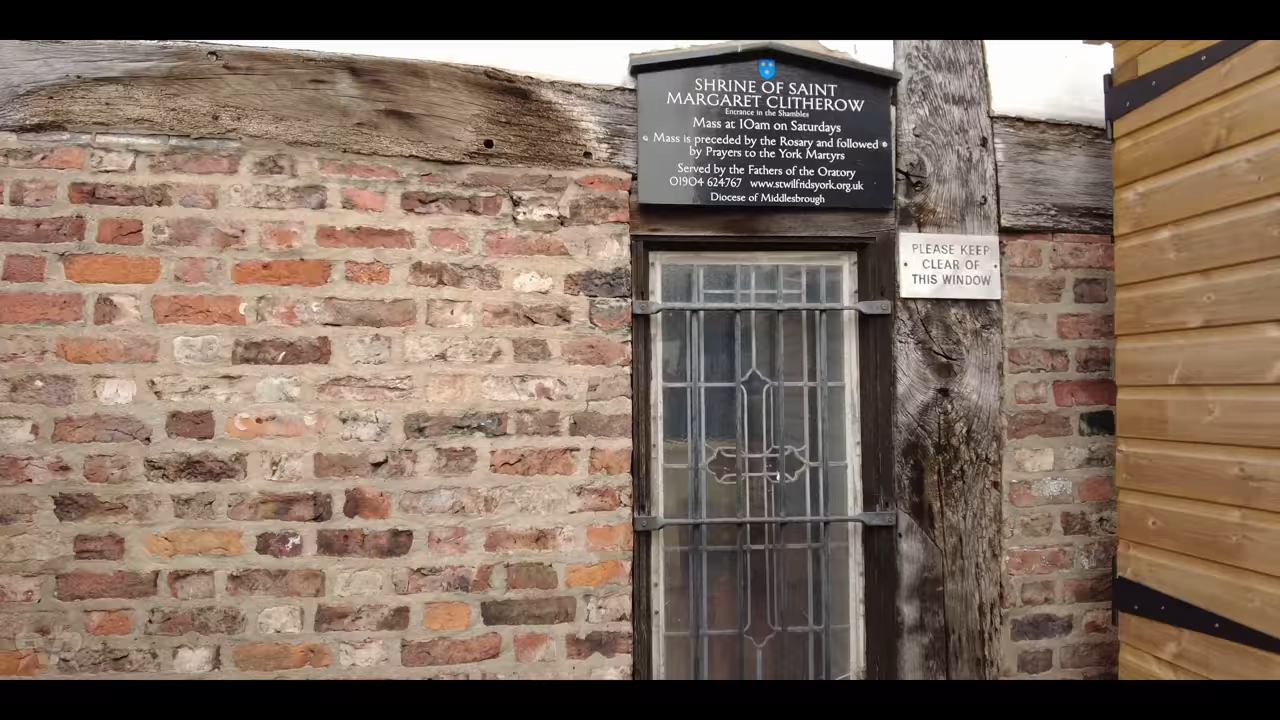 SHRINE OF SAINT
MARGARET CLITHEROW
Entrance in the Shambles
Mass at 10am on Saturdays
Mass is preceded by the Rosary and followed
by Prayers to the York Martyrs
Served by the Fathers of the Oratory
01904 624767 www.stwilfridsyork.org.uk
Diocese of Middlesbrough
PLEASE KEEP
CLEAR OF
THIS WINDOW